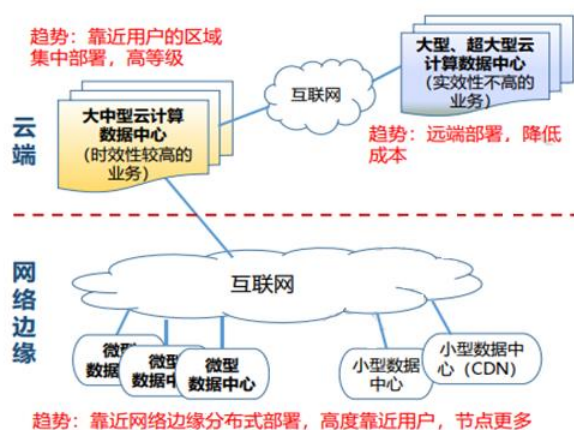 趋势：靠近用户的区域
集中部署，高等级
大型、超大型云
计算数据中心
（实效性不高的
业务）
互联网
大中型云计算
数据中心
（时效性较高的
业务）
趋势：远端部署，降低
成本
云端
网络边缘
互联网
微型
数据中心
微型
数据中心
微型
数据中心
小型数据
中心
小型数据中
心（CDN）
趋势：靠近网络边缘分布式部署，高度靠近用户，节点更多